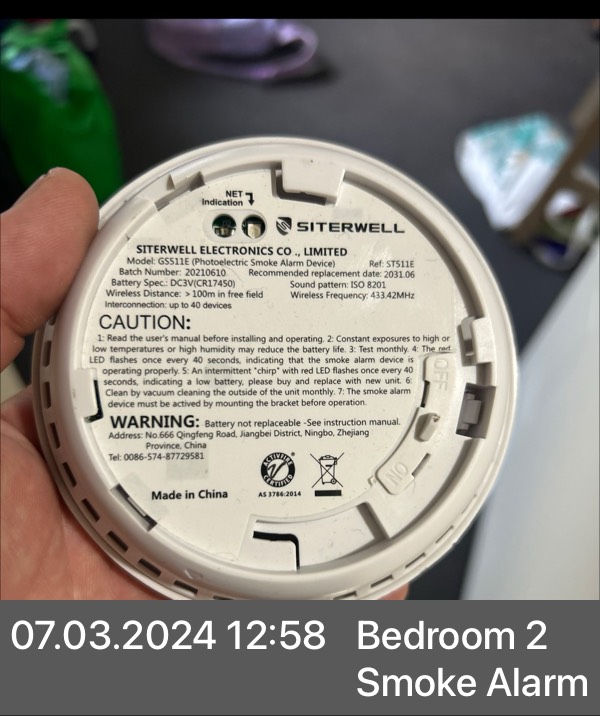 NET
Indication
SITERWELL
SITERWELL ELECTRONICS CO ., LIMITED
Model: GS511E (Photoelectric Smoke Alarm Device) Ref: ST511E
Batch Number: 20210610 Recommended replacement date: 2031.06
Battery Spec.: DC3V(CR17450) Sound pattern: ISO 8201
Wireless Distance: > 100m in free field Wireless Frequency: 433.42MHz
Interconnection: up to 40 devices
CAUTION:
1: Read the user's manual before installing and operating. 2: Constant exposures to high or
low temperatures or high humidity may reduce the battery life. 3: Test monthly. 4: The red
LED flashes once every 40 seconds, indicating that the smoke alarm device is
operating properly. 5: An intermittent "chirp" with red LED flashes once every 40
seconds, indicating a low battery, please buy and replace with new unit. 6:
Clean by vacuum cleaning the outside of the unit monthly. 7: The smoke alarm
device must be actived by mounting the bracket before operation.
WARNING: Battery not replaceable -See instruction manual.
Address: No.666 Qingfeng Road, Jiangbei District, Ningbo, Zhejiang
Province, China
Tel: 0086-574-87729581
OFF
ON
ACTIVFIRE
CERTIFIED
Made in China
AS 3786:2014
07.03.2024 12:58 Bedroom 2
Smoke Alarm